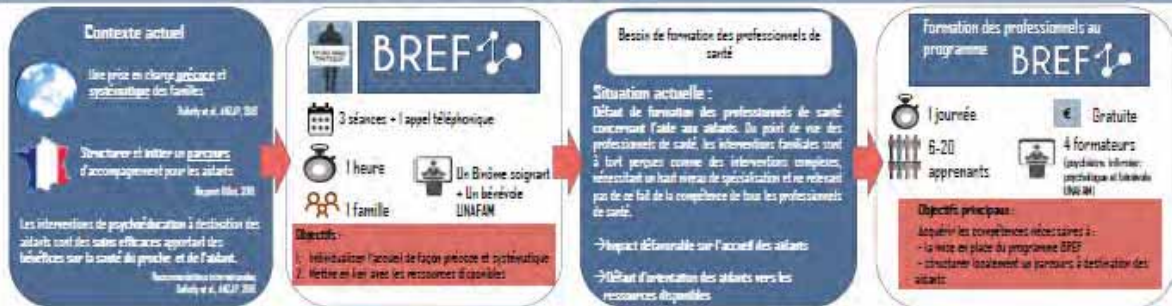 Contexte actuel
Une prise en charge précoce et
systématique des familles
Structurer et initier un parcours
d'accompagnement pour les aidants
Les interventions de psychoéducation à destination des
aidants sont des soins efficaces apportant des
bénéfices sur la santé du proche et de l'aidant.
Recommandations internationales
BREF
3 séances + 1 appel téléphonique
1 heure
1 famille
Un Binôme soignant
+ Un bénévole
UNAFAM
Objectifs :
1. Individualiser l'accueil de façon précoce et systématique
2. Mettre en lien avec les ressources disponibles
Besoin de formation des professionnels de
santé
Situation actuelle :
Défaut de formation des professionnels de santé
concernant l'aide aux aidants. Du point de vue des
professionnels de santé, les interventions familiales sont
à tort perçues comme des interventions complexes,
nécessitant un haut niveau de spécialisation et ne relevant
pas de ce fait de la compétence de tous les professionnels
de santé.
→Impact défavorable sur l'accueil des aidants
→Défaut d'orientation des aidants vers les
ressources disponibles
Formation des professionnels au
programme
BREF
1 journée
€ Gratuite
6-20
apprenants
4 formateurs
(psychiatre, infirmier,
psychologue et bénévole
UNAFAM)
Objectifs principaux :
Acquérir les compétences nécessaires à :
- la mise en place du programme BREF
- structurer localement un parcours à destination des
aidants